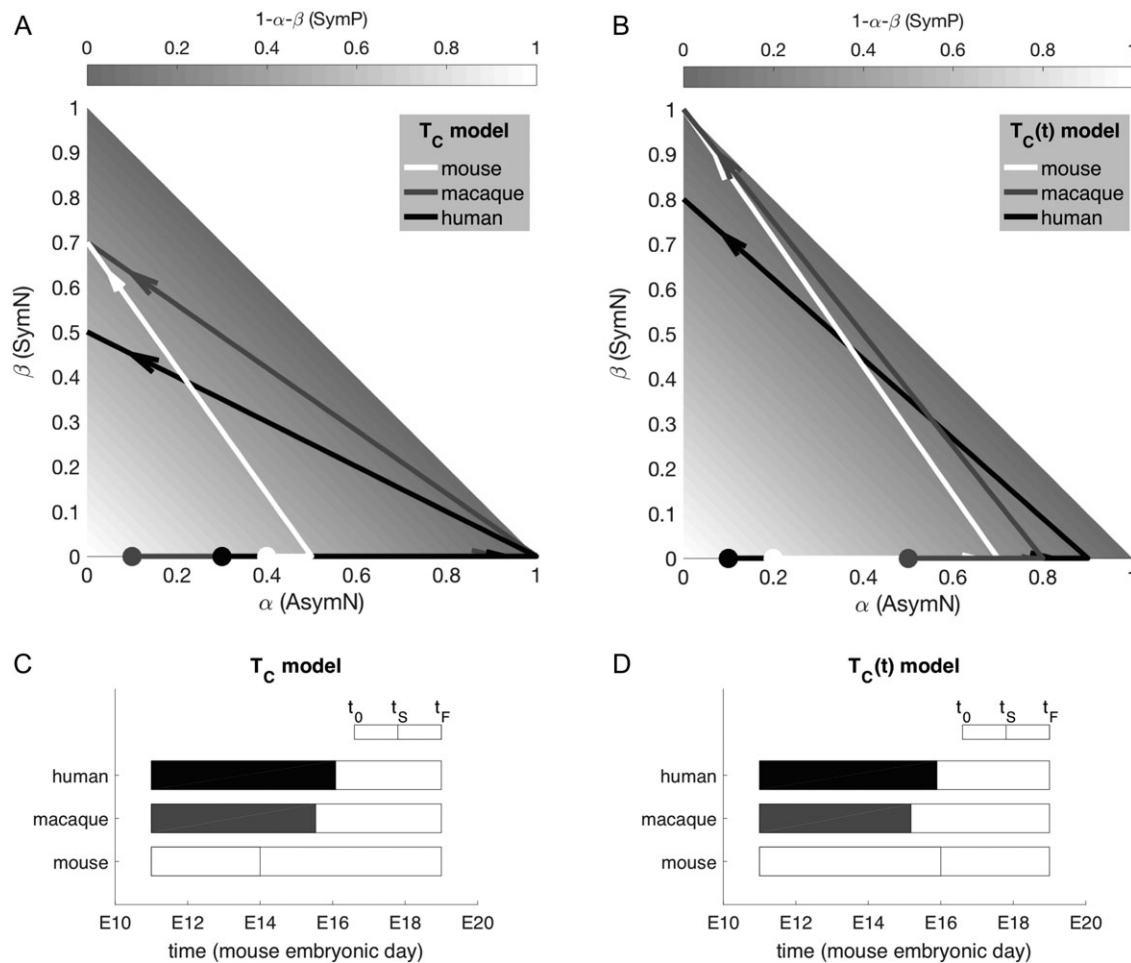 A
1-α-β (SymP)
0 0.2 0.4 0.6 0.8 1
T_C model
mouse
macaque
human
1
0.9
0.8
0.7
0.6
0.5
0.4
0.3
0.2
0.1
0
β (SymN)
0 0.2 0.4 0.6 0.8 1
α (AsymN)
B
1-α-β (SymP)
0 0.2 0.4 0.6 0.8 1
T_C(t) model
mouse
macaque
human
1
0.9
0.8
0.7
0.6
0.5
0.4
0.3
0.2
0.1
0
β (SymN)
0 0.2 0.4 0.6 0.8 1
α (AsymN)
C
T_C model
t_0 t_S t_F
human
macaque
mouse
E10 E12 E14 E16 E18 E20
time (mouse embryonic day)
D
T_C(t) model
t_0 t_S t_F
human
macaque
mouse
E10 E12 E14 E16 E18 E20
time (mouse embryonic day)